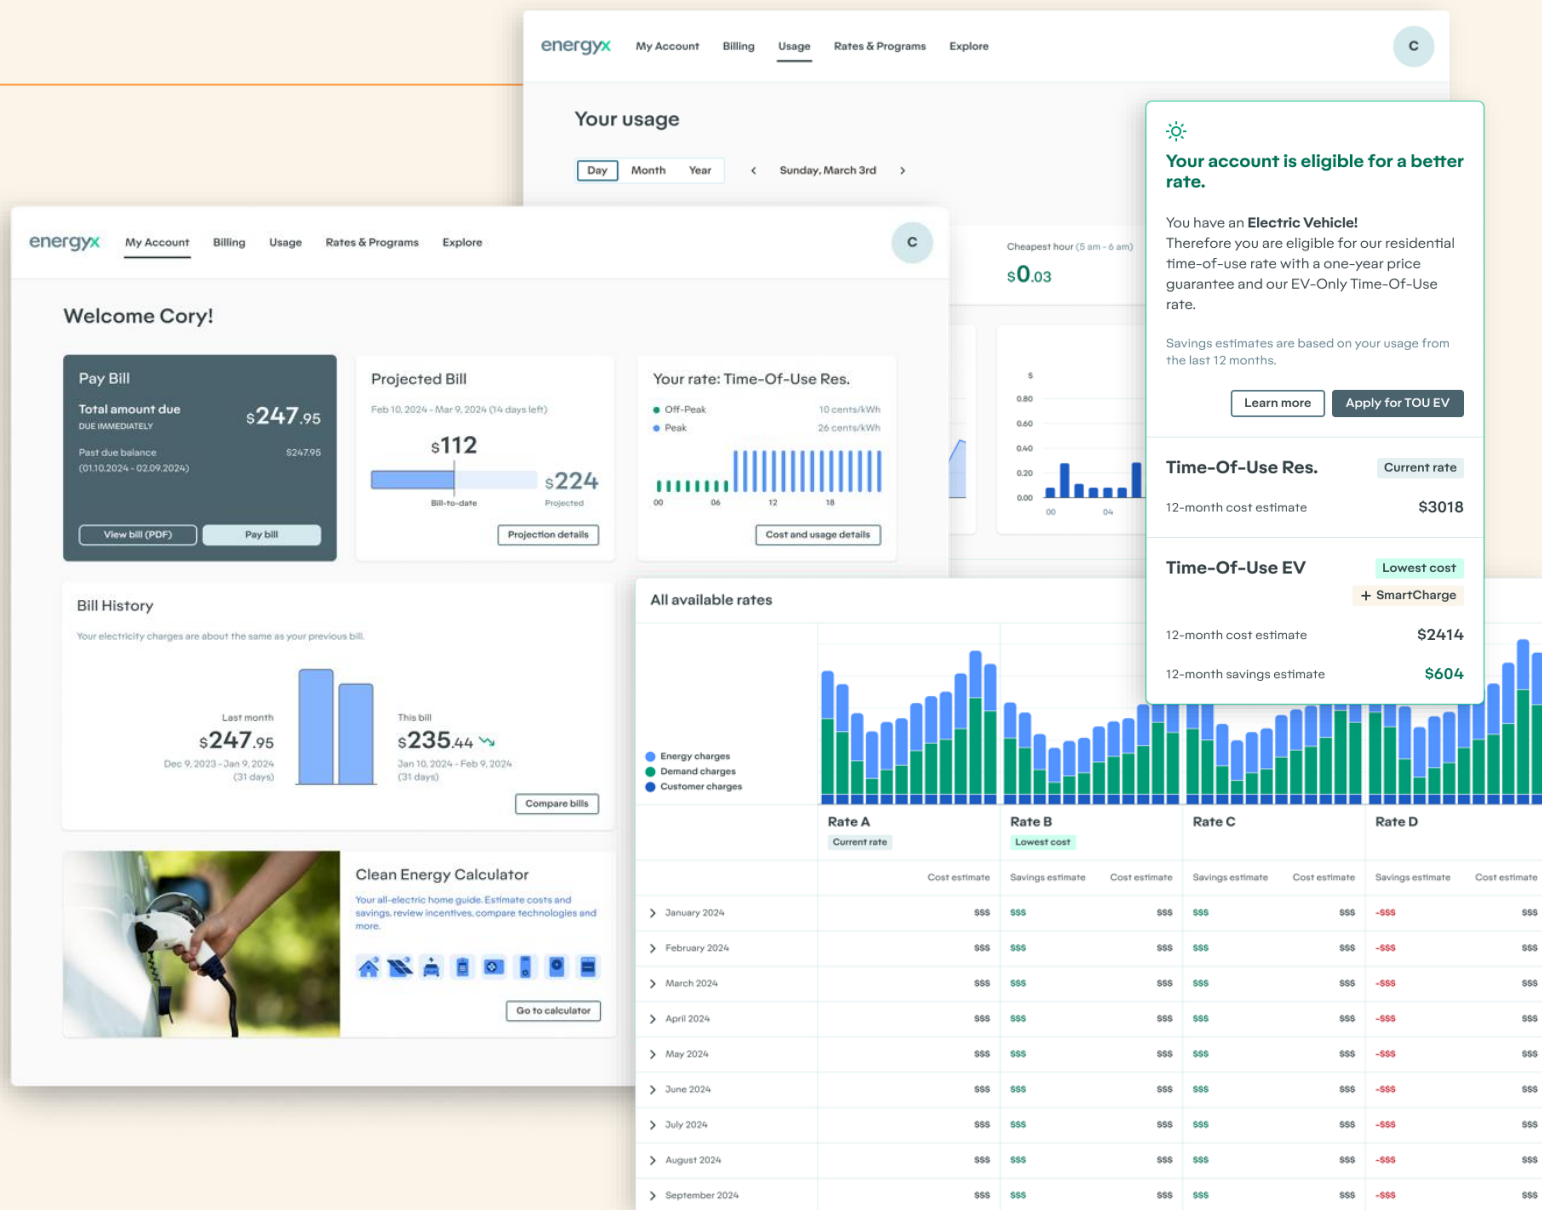 energyx
My Account Billing Usage Rates & Programs Explore
C
Your usage
Day Month Year
Sunday, March 3rd
Cheapest hour (5 am - 6 am)
$0.03
$
0.80
0.60
0.40
0.20
0.00
00 04
Your account is eligible for a better
rate.
You have an Electric Vehicle!
Therefore you are eligible for our residential
time-of-use rate with a one-year price
guarantee and our EV-Only Time-Of-Use
rate.
Savings estimates are based on your usage from
the last 12 months.
Learn more Apply for TOU EV
Time-Of-Use Res. Current rate
12-month cost estimate $3018
Time-Of-Use EV Lowest cost
+ SmartCharge
12-month cost estimate $2414
12-month savings estimate $604
energyx
My Account Billing Usage Rates & Programs Explore
C
Welcome Cory!
Pay Bill
Total amount due $247.95
DUE IMMEDIATELY
Past due balance $247.95
(01.10.2024 - 02.09.2024)
View bill (PDF) Pay bill
Projected Bill
Feb 10, 2024 - Mar 9, 2024 (14 days left)
$112
$224
Bill-to-date Projected
Projection details
Your rate: Time-Of-Use Res.
Off-Peak 10 cents/kWh
Peak 26 cents/kWh
00 06 12 18
Cost and usage details
Bill History
Your electricity charges are about the same as your previous bill.
Last month
$247.95
Dec 9, 2023 - Jan 9, 2024
(31 days)
This bill
$235.44
Jan 10, 2024 - Feb 9, 2024
(31 days)
Compare bills
Clean Energy Calculator
Your all-electric home guide. Estimate costs and
savings, review incentives, compare technologies and
more.
Go to calculator
All available rates
Energy charges
Demand charges
Customer charges
Rate A Rate B Rate C Rate D
Current rate Lowest cost
Cost estimate Savings estimate Cost estimate Savings estimate Cost estimate Savings estimate Cost estimate
January 2024 $$$ $$$ $$$ $$$ $$$ -$$$ $$$
February 2024 $$$ $$$ $$$ $$$ $$$ -$$$ $$$
March 2024 $$$ $$$ $$$ $$$ $$$ -$$$ $$$
April 2024 $$$ $$$ $$$ $$$ $$$ -$$$ $$$
May 2024 $$$ $$$ $$$ $$$ $$$ -$$$ $$$
June 2024 $$$ $$$ $$$ $$$ $$$ -$$$ $$$
July 2024 $$$ $$$ $$$ $$$ $$$ -$$$ $$$
August 2024 $$$ $$$ $$$ $$$ $$$ -$$$ $$$
September 2024 $$$ $$$ $$$ $$$ $$$ -$$$ $$$